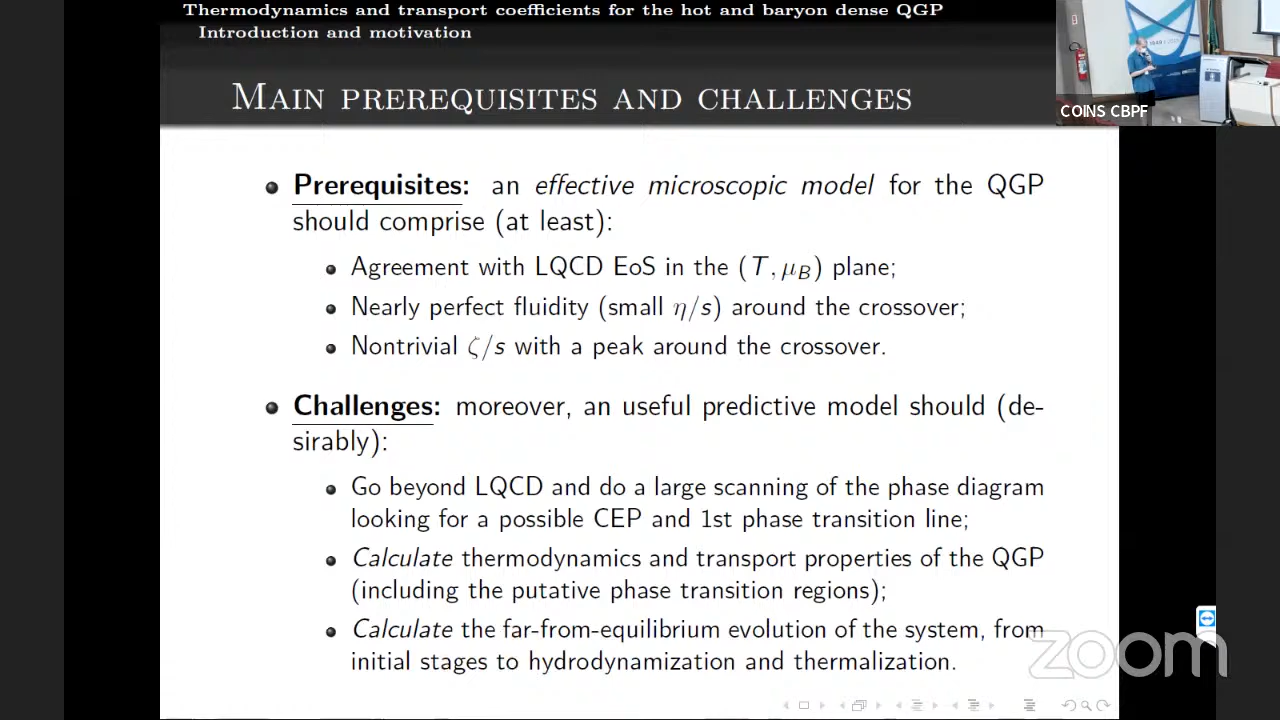 Thermodynamics and transport coefficients for the hot and baryon dense QGP
Introduction and motivation
Main prerequisites and challenges
COINS CBPF
Prerequisites: an effective microscopic model for the QGP
should comprise (at least):
Agreement with LQCD EoS in the (T, μB) plane;
Nearly perfect fluidity (small η/s) around the crossover;
Nontrivial ζ/s with a peak around the crossover.
Challenges: moreover, an useful predictive model should (de-
sirably):
Go beyond LQCD and do a large scanning of the phase diagram
looking for a possible CEP and 1st phase transition line;
Calculate thermodynamics and transport properties of the QGP
(including the putative phase transition regions);
Calculate the far-from-equilibrium evolution of the system, from
initial stages to hydrodynamization and thermalization.
zoom